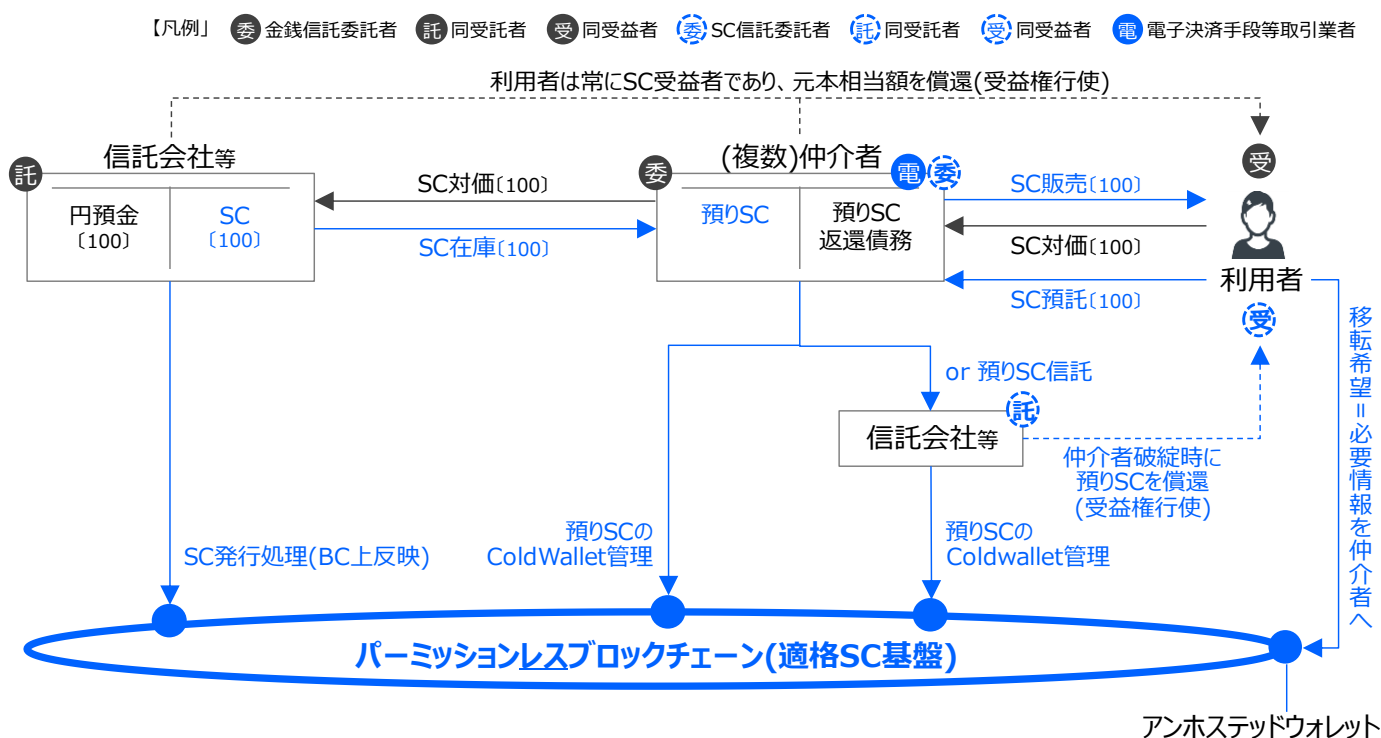 【凡例」 委 金銭信託委託者 託 同受託者 受 同受益者 委 SC信託委託者 託 同受託者 受 同受益者 電 電子決済手段等取引業者
利用者は常にSC受益者であり、元本相当額を償還(受益権行使)
託
信託会社等
円預金
〔100〕
SC
〔100〕
SC対価〔100〕
SC在庫〔100〕
委
(複数)仲介者
電
委
預りSC
預りSC
返還債務
SC販売〔100〕
SC対価〔100〕
SC預託〔100〕
受
利用者
受
or 預りSC信託
託
信託会社等
仲介者破綻時に
預りSCを償還
(受益権行使)
移転希望=必要情報を仲介者へ
SC発行処理(BC上反映)
預りSCの
ColdWallet管理
預りSCの
Coldwallet管理
パーミッションレスブロックチェーン(適格SC基盤)
アンホステッドウォレット